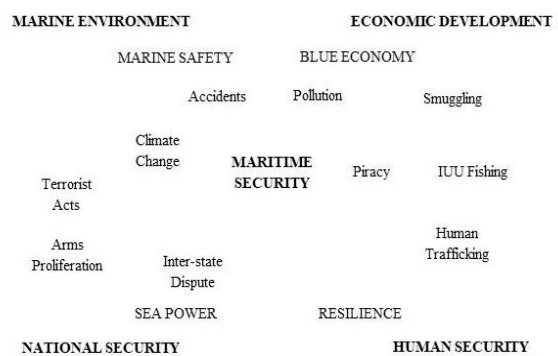 MARINE ENVIRONMENT
ECONOMIC DEVELOPMENT
MARINE SAFETY
BLUE ECONOMY
Accidents
Pollution
Smuggling
Climate
Change
MARITIME
SECURITY
Piracy
IUU Fishing
Terrorist
Acts
Human
Trafficking
Arms
Proliferation
Inter-state
Dispute
SEA POWER
RESILIENCE
NATIONAL SECURITY
HUMAN SECURITY